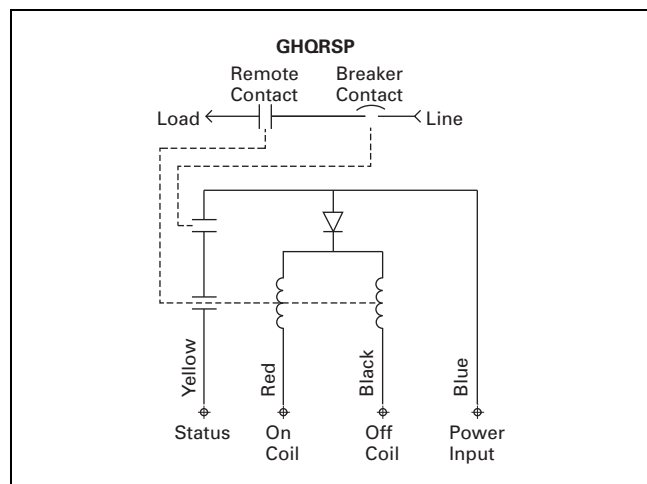 GHQRSP
Remote Contact
Breaker Contact
Load
Line
Yellow
Red
Black
Blue
Status
On Coil
Off Coil
Power Input